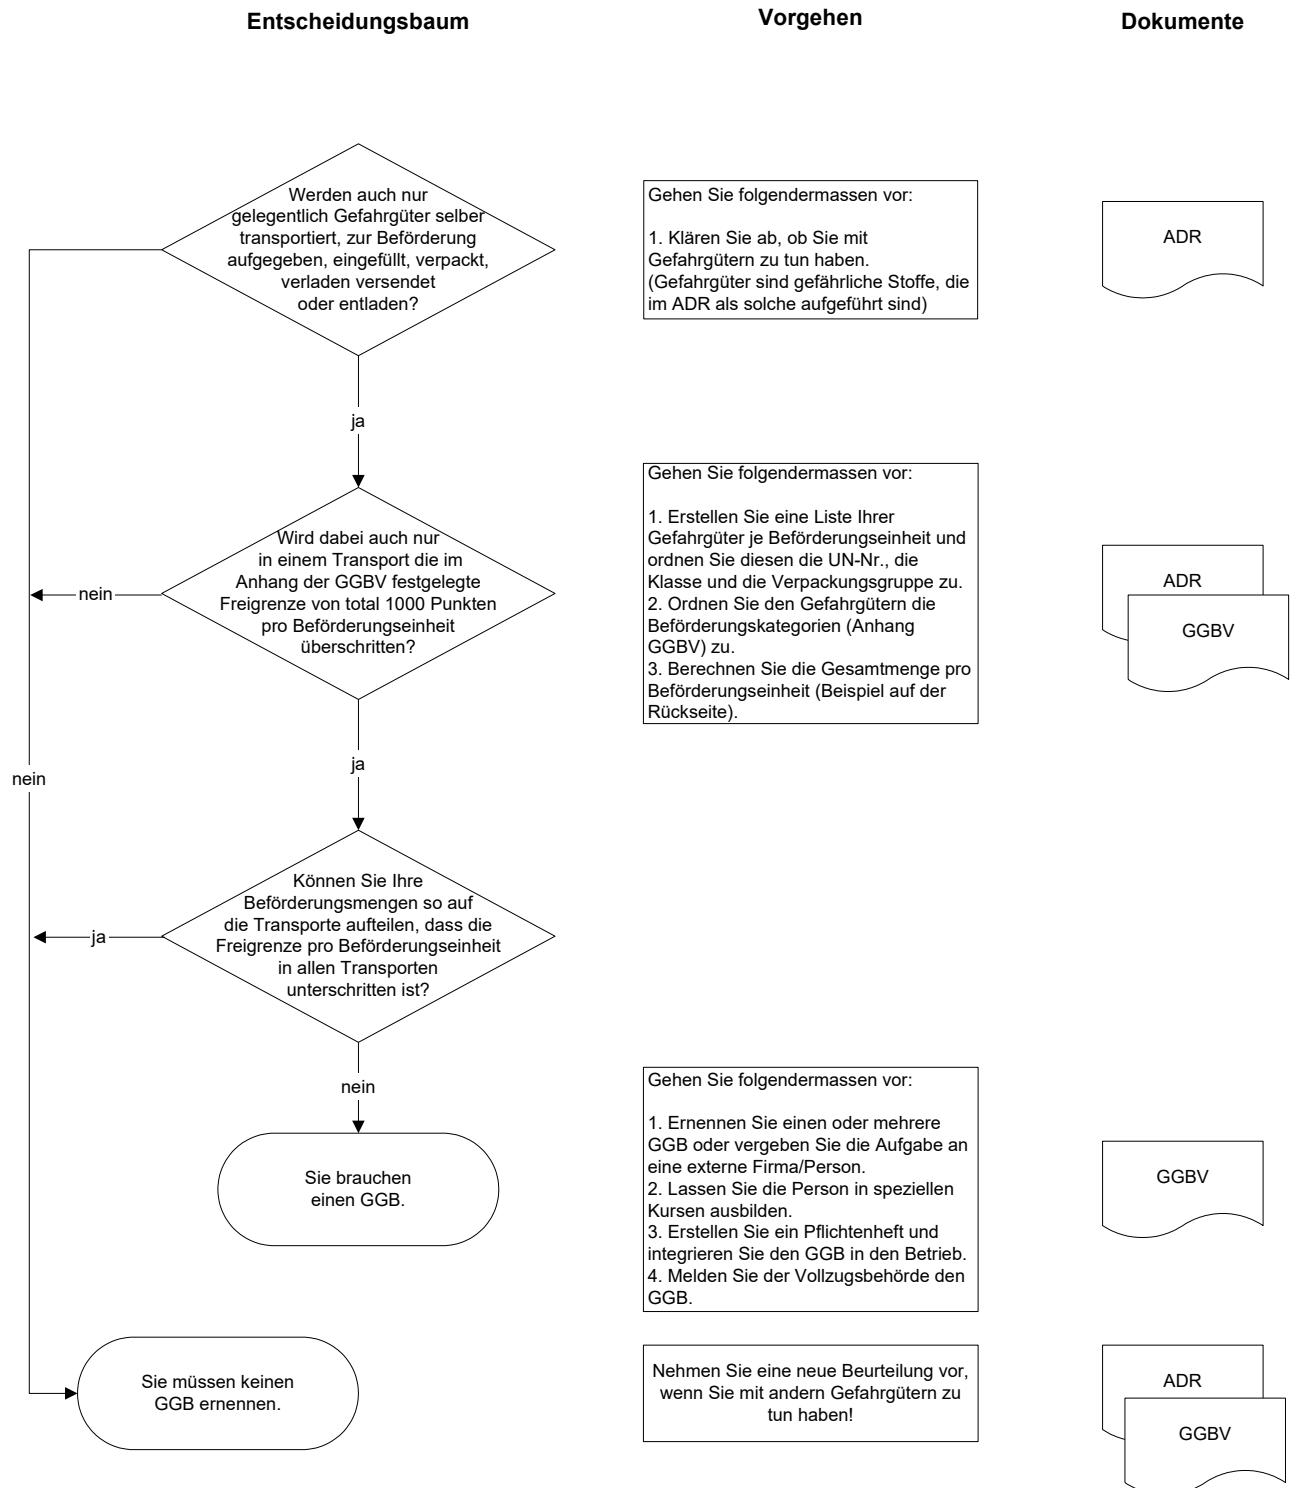 Entscheidungsbaum
Vorgehen
Dokumente
Werden auch nur
gelegentlich Gefahrgüter selber
transportiert, zur Beförderung
aufgegeben, eingefüllt, verpackt,
verladen versendet
oder entladen?
Gehen Sie folgendermassen vor:
1. Klären Sie ab, ob Sie mit
Gefahrgütern zu tun haben.
(Gefahrgüter sind gefährliche Stoffe, die
im ADR als solche aufgeführt sind)
ADR
ja
Wird dabei auch nur
in einem Transport die im
Anhang der GGBV festgelegte
Freigrenze von total 1000 Punkten
pro Beförderungseinheit
überschritten?
nein
Gehen Sie folgendermassen vor:
1. Erstellen Sie eine Liste Ihrer
Gefahrgüter je Beförderungseinheit und
ordnen Sie diesen die UN-Nr., die
Klasse und die Verpackungsgruppe zu.
2. Ordnen Sie den Gefahrgütern die
Beförderungskategorien (Anhang
GGBV) zu.
3. Berechnen Sie die Gesamtmenge pro
Beförderungseinheit (Beispiel auf der
Rückseite).
ADR
GGBV
ja
nein
Können Sie Ihre
Beförderungsmengen so auf
die Transporte aufteilen, dass die
Freigrenze pro Beförderungseinheit
in allen Transporten
unterschritten ist?
ja
nein
Sie brauchen
einen GGB.
Gehen Sie folgendermassen vor:
1. Ernennen Sie einen oder mehrere
GGB oder vergeben Sie die Aufgabe an
eine externe Firma/Person.
2. Lassen Sie die Person in speziellen
Kursen ausbilden.
3. Erstellen Sie ein Pflichtenheft und
integrieren Sie den GGB in den Betrieb.
4. Melden Sie der Vollzugsbehörde den
GGB.
GGBV
Sie müssen keinen
GGB ernennen.
Nehmen Sie eine neue Beurteilung vor,
wenn Sie mit andern Gefahrgütern zu
tun haben!
ADR
GGBV